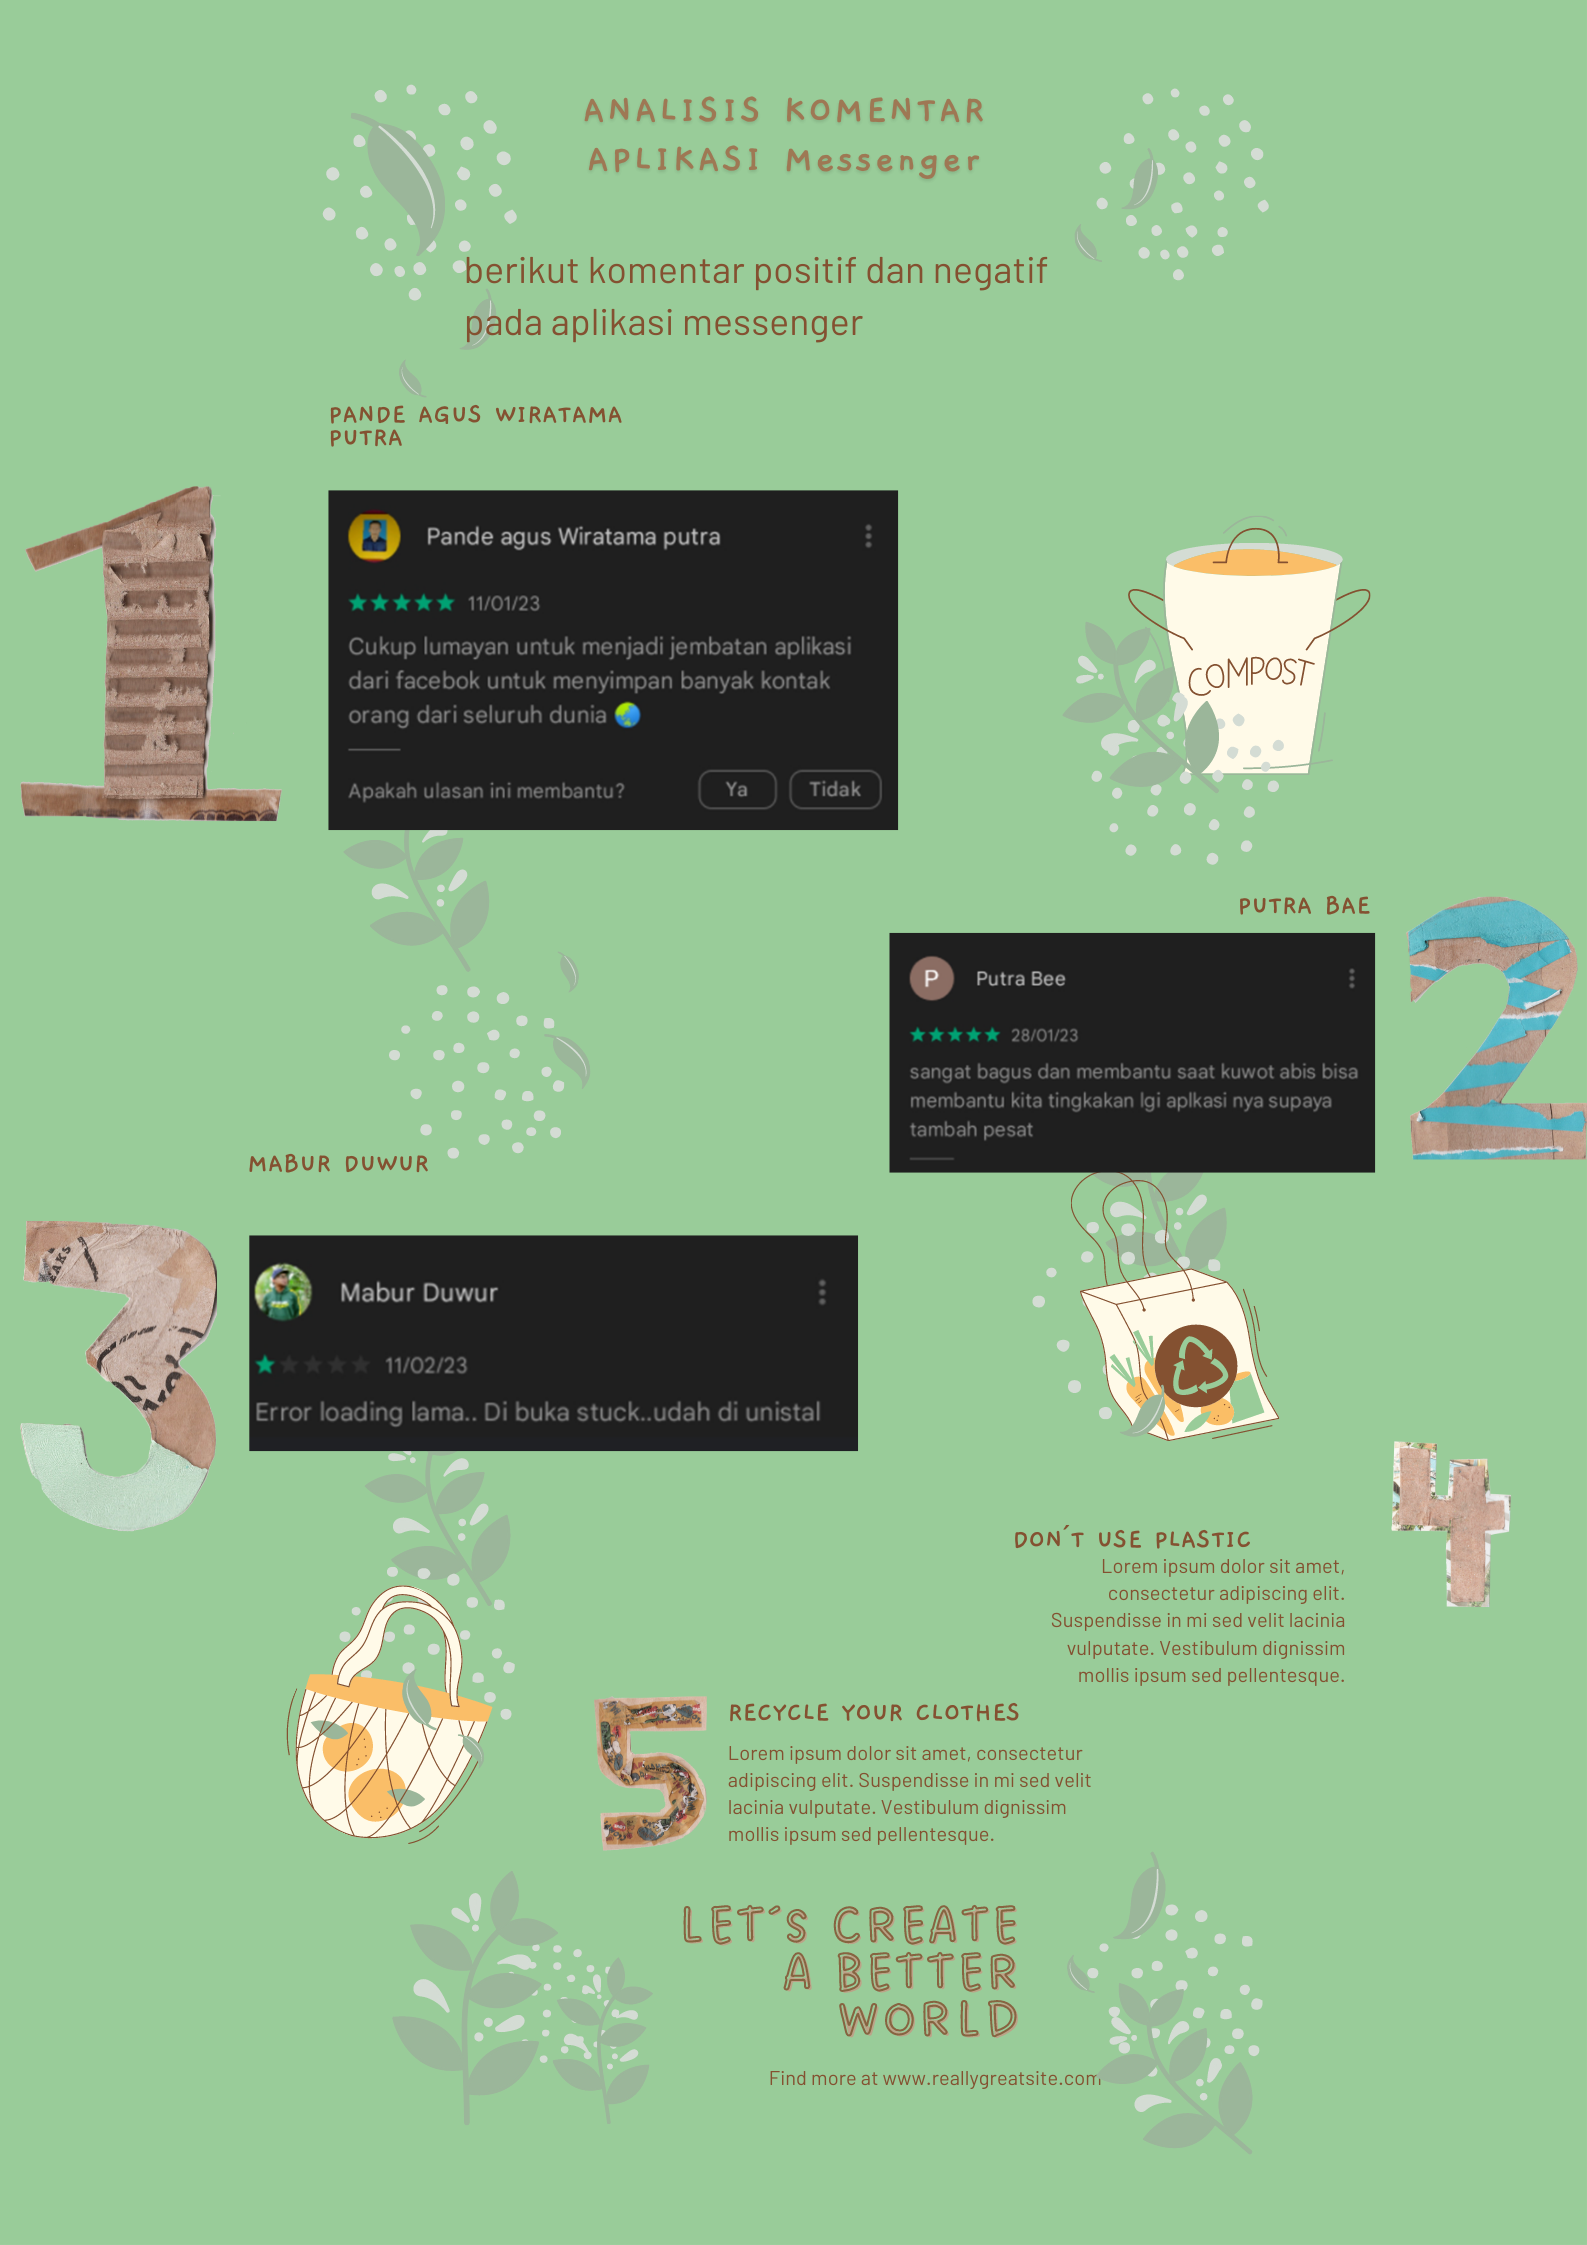 ANALISIS KOMENTAR
APLIKASI Messenger
berikut komentar positif dan negatif
pada aplikasi messenger
PANDE AGUS WIRATAMA
PUTRA
Pande agus Wiratama putra
11/01/23
Cukup lumayan untuk menjadi jembatan aplikasi
dari facebok untuk menyimpan banyak kontak
orang dari seluruh dunia 🌏
Apakah ulasan ini membantu? Ya Tidak
1
COMPOST
PUTRA BAE
P Putra Bee
28/01/23
sangat bagus dan membantu saat kuwot abis bisa
membantu kita tingkakan lgi aplkasi nya supaya
tambah pesat
2
MABUR DUWUR
Mabur Duwur
11/02/23
Error loading lama.. Di buka stuck..udah di unistal
3
4
DON´T USE PLASTIC
Lorem ipsum dolor sit amet,
consectetur adipiscing elit.
Suspendisse in mi sed velit lacinia
vulputate. Vestibulum dignissim
mollis ipsum sed pellentesque.
5
RECYCLE YOUR CLOTHES
Lorem ipsum dolor sit amet, consectetur
adipiscing elit. Suspendisse in mi sed velit
lacinia vulputate. Vestibulum dignissim
mollis ipsum sed pellentesque.
LET´S CREATE
A BETTER
WORLD
Find more at www.reallygreatsite.com